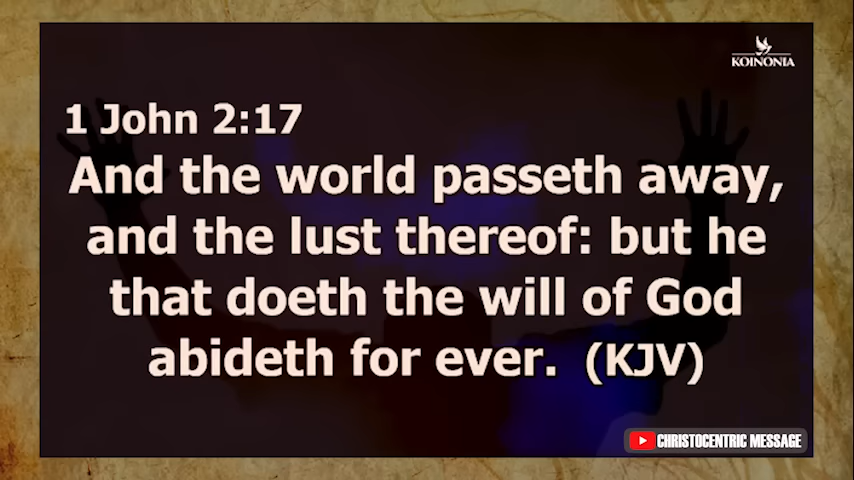 KOINONIA
1 John 2:17
And the world passeth away,
and the lust thereof: but he
that doeth the will of God
abideth for ever. (KJV)
CHRISTOCENTRIC MESSAGE